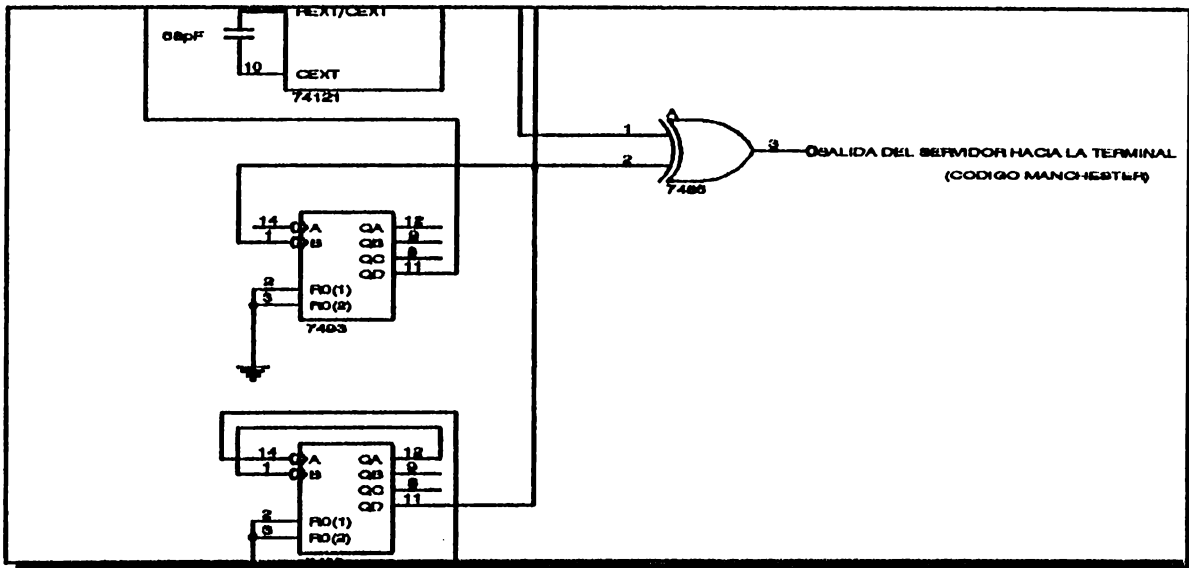 REXT/CEXT
68pF
10 CEXT
74121
1
2
3
A
7486
SALIDA DEL SERVIDOR HACIA LA TERMINAL
(CODIGO MANCHESTER)
14 A QA 12
1 B QB 9
QC 8
QD 11
2 R0(1)
3 R0(2)
7493
14 A QA 12
1 B QB 9
QC 8
QD 11
2 R0(1)
3 R0(2)